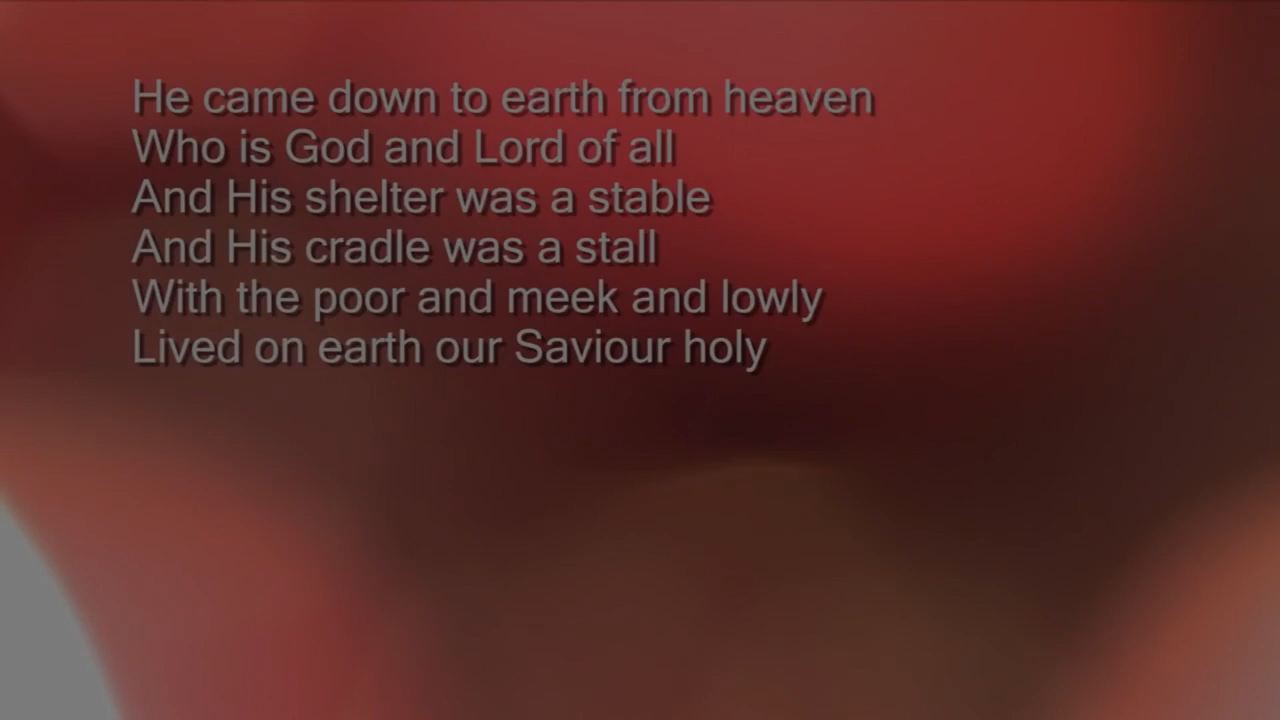 He came down to earth from heaven
Who is God and Lord of all
And His shelter was a stable
And His cradle was a stall
With the poor and meek and lowly
Lived on earth our Saviour holy